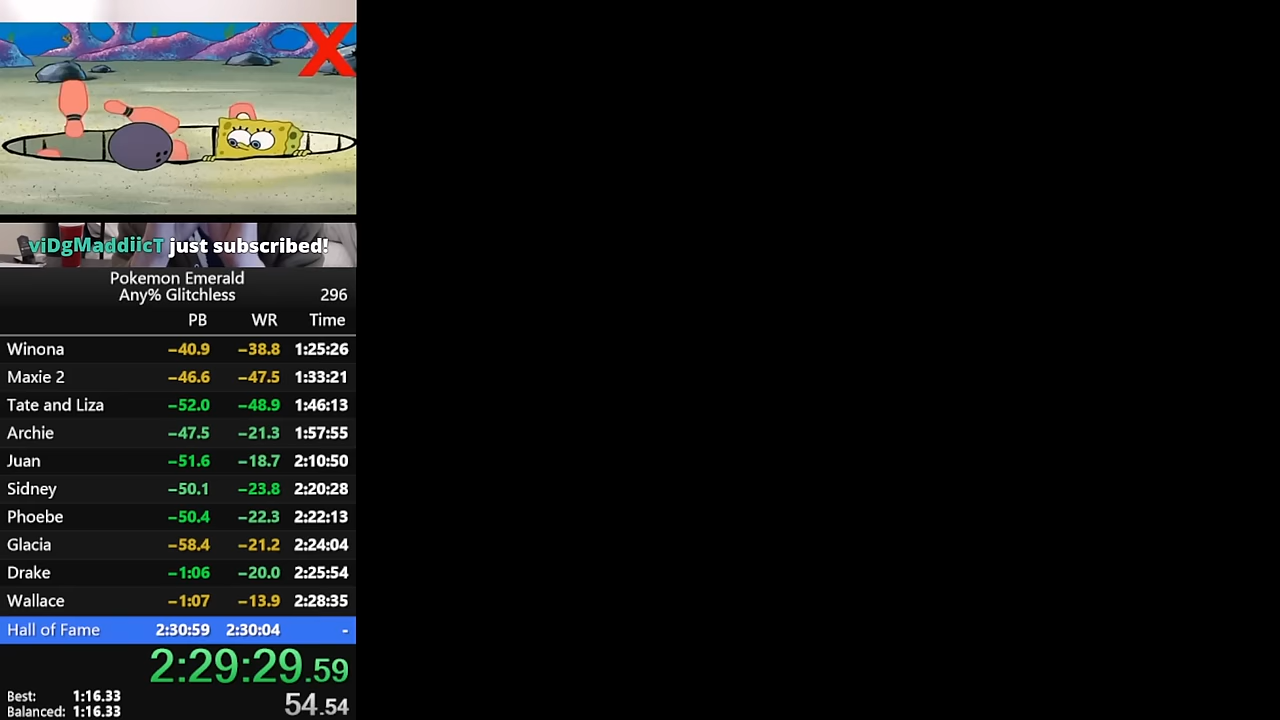 X
viDgMaddiicT just subscribed!
Pokemon Emerald
Any% Glitchless 296
PB WR Time
Winona −40.9 −38.8 1:25:26
Maxie 2 −46.6 −47.5 1:33:21
Tate and Liza −52.0 −48.9 1:46:13
Archie −47.5 −21.3 1:57:55
Juan −51.6 −18.7 2:10:50
Sidney −50.1 −23.8 2:20:28
Phoebe −50.4 −22.3 2:22:13
Glacia −58.4 −21.2 2:24:04
Drake −1:06 −20.0 2:25:54
Wallace −1:07 −13.9 2:28:35
Hall of Fame 2:30:59 2:30:04 -
2:29:29.59
Best: 1:16.33
Balanced: 1:16.33
54.54